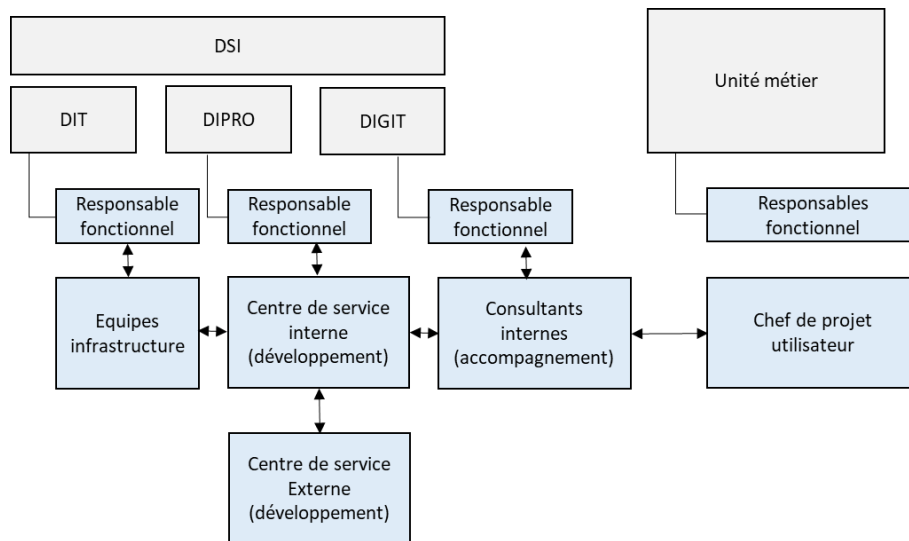 DSI
Unité métier
DIT
DIPRO
DIGIT
Responsable
fonctionnel
Responsable
fonctionnel
Responsable
fonctionnel
Responsables
fonctionnel
Equipes
infrastructure
Centre de service
interne
(développement)
Consultants
internes
(accompagnement)
Chef de projet
utilisateur
Centre de service
Externe
(développement)